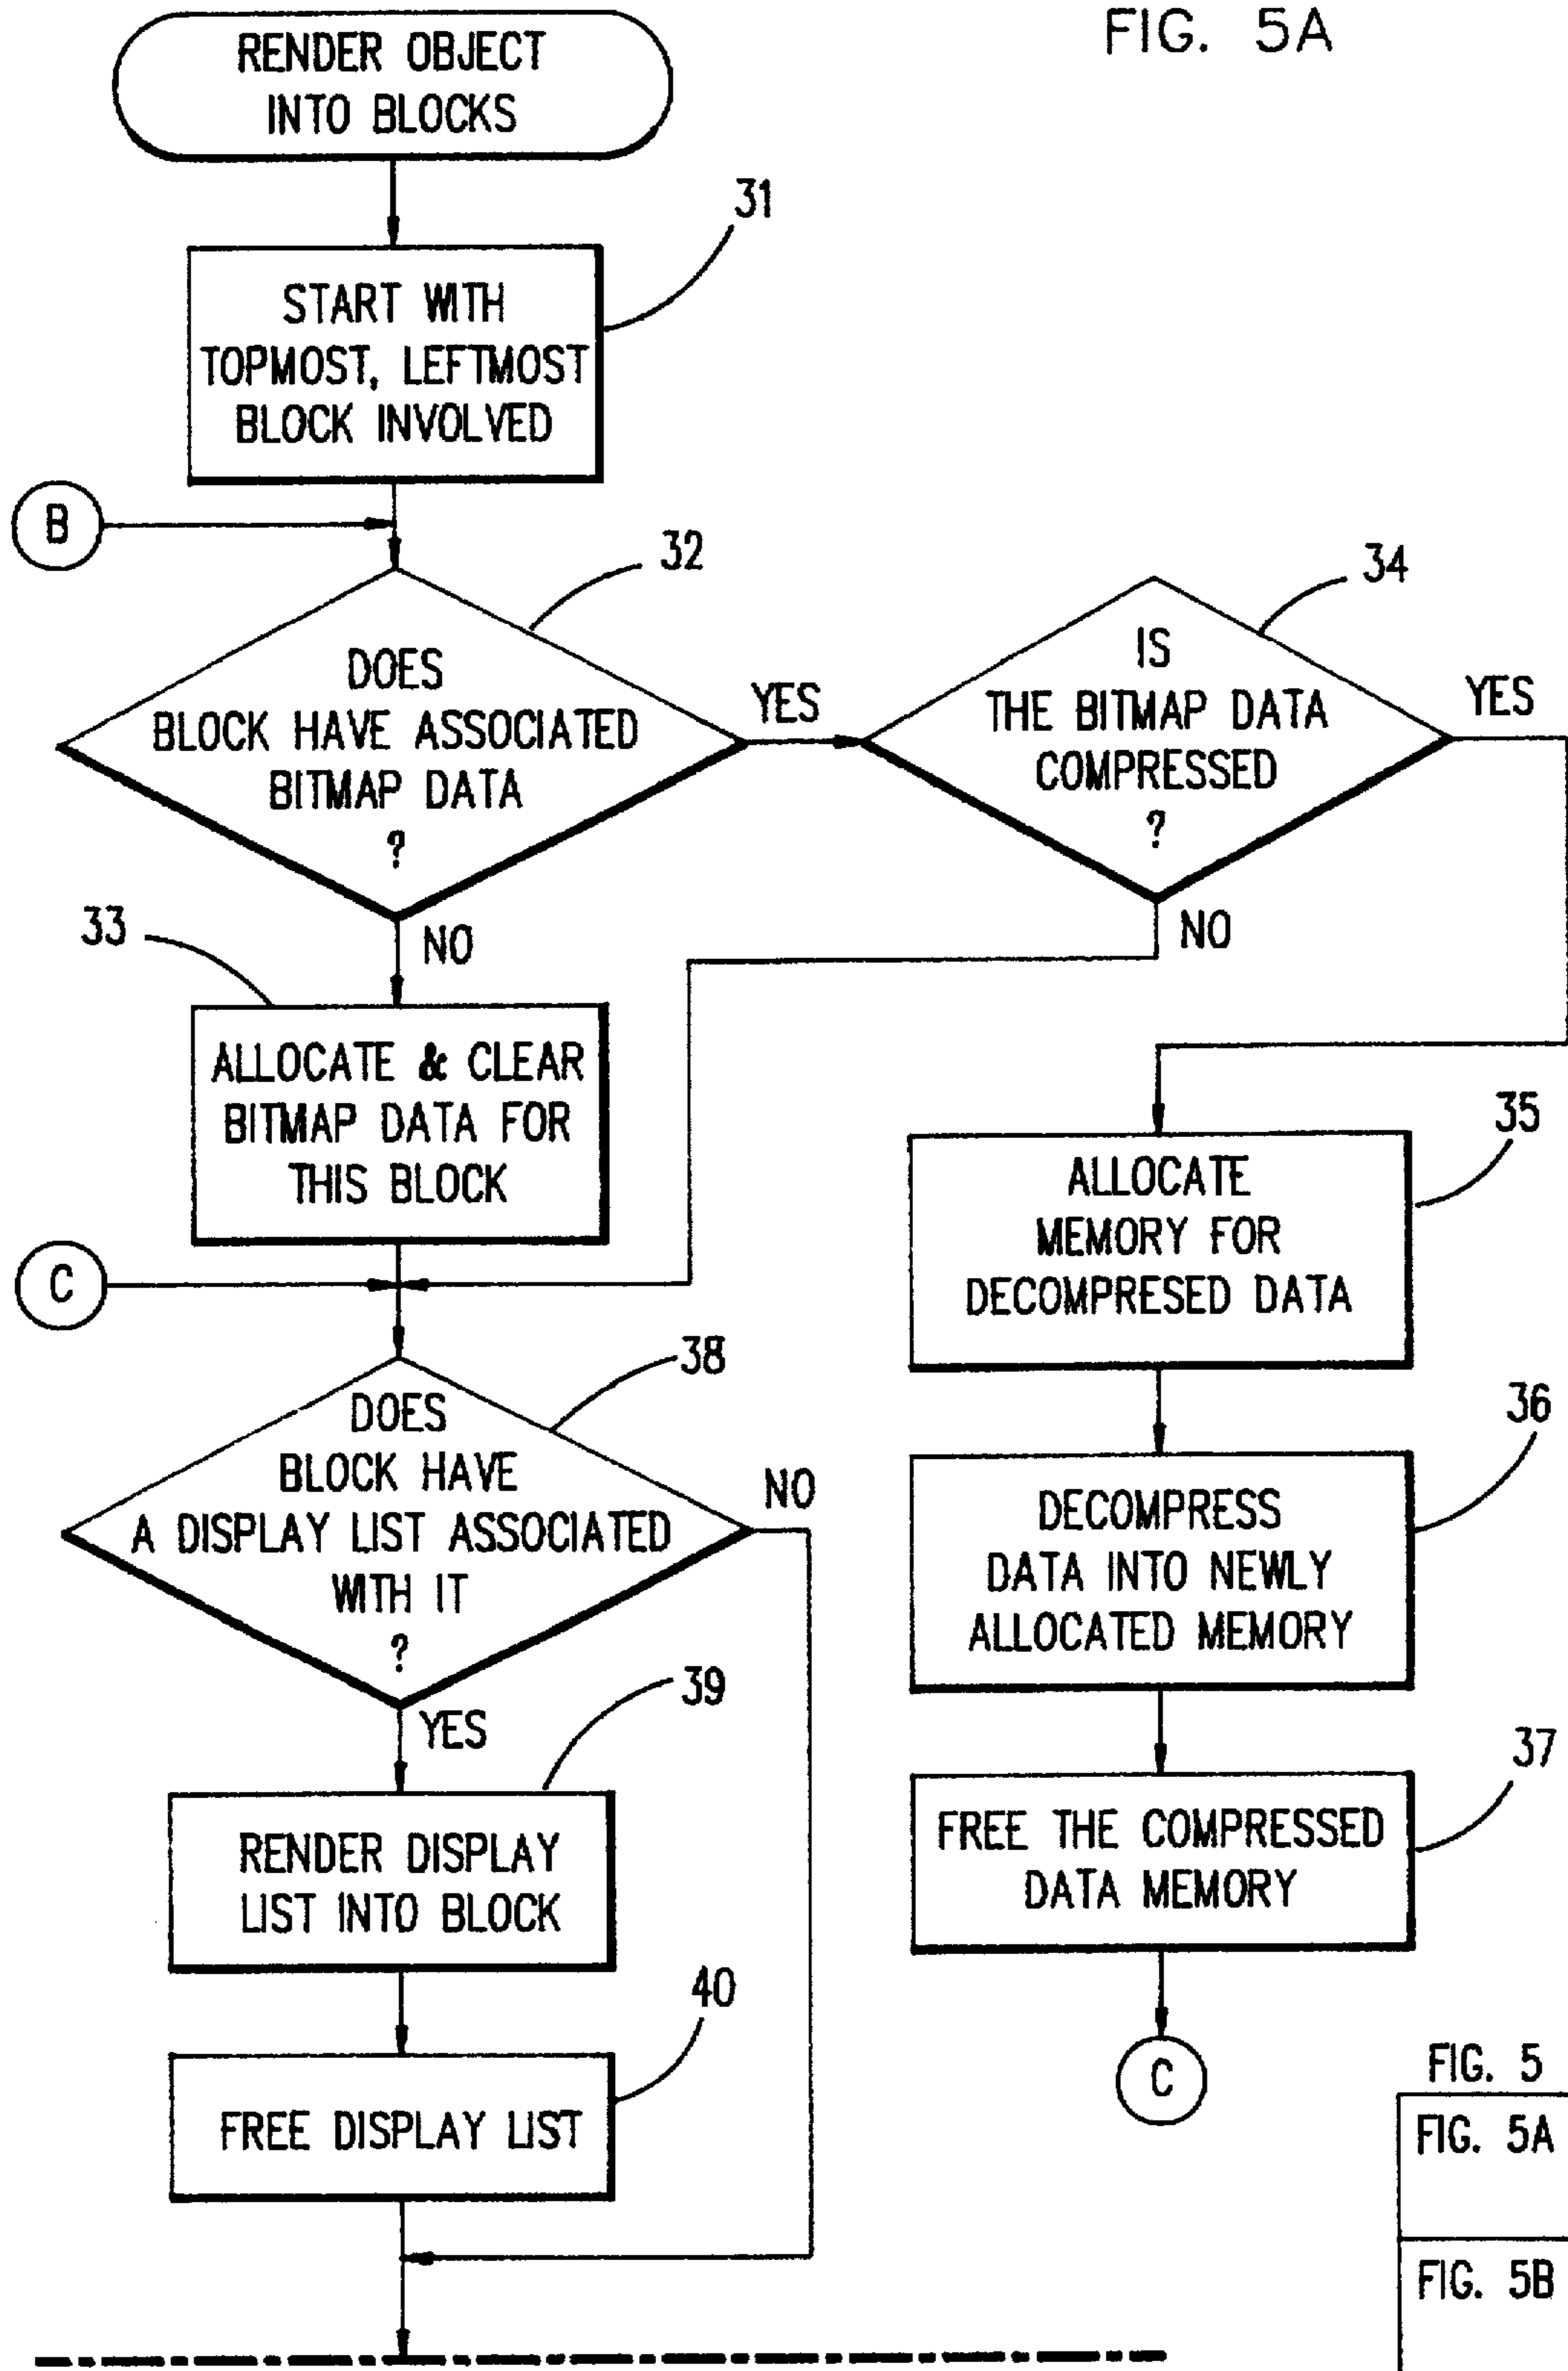 FIG. 5A
RENDER OBJECT
INTO BLOCKS
31
START WITH
TOPMOST, LEFTMOST
BLOCK INVOLVED
B
32
DOES
BLOCK HAVE ASSOCIATED
BITMAP DATA
?
YES
NO
34
IS
THE BITMAP DATA
COMPRESSED
?
YES
NO
33
ALLOCATE & CLEAR
BITMAP DATA FOR
THIS BLOCK
C
35
ALLOCATE
MEMORY FOR
DECOMPRESED DATA
36
DECOMPRESS
DATA INTO NEWLY
ALLOCATED MEMORY
37
FREE THE COMPRESSED
DATA MEMORY
C
38
DOES
BLOCK HAVE
A DISPLAY LIST ASSOCIATED
WITH IT
?
NO
YES
39
RENDER DISPLAY
LIST INTO BLOCK
40
FREE DISPLAY LIST
FIG. 5
FIG. 5A
FIG. 5B